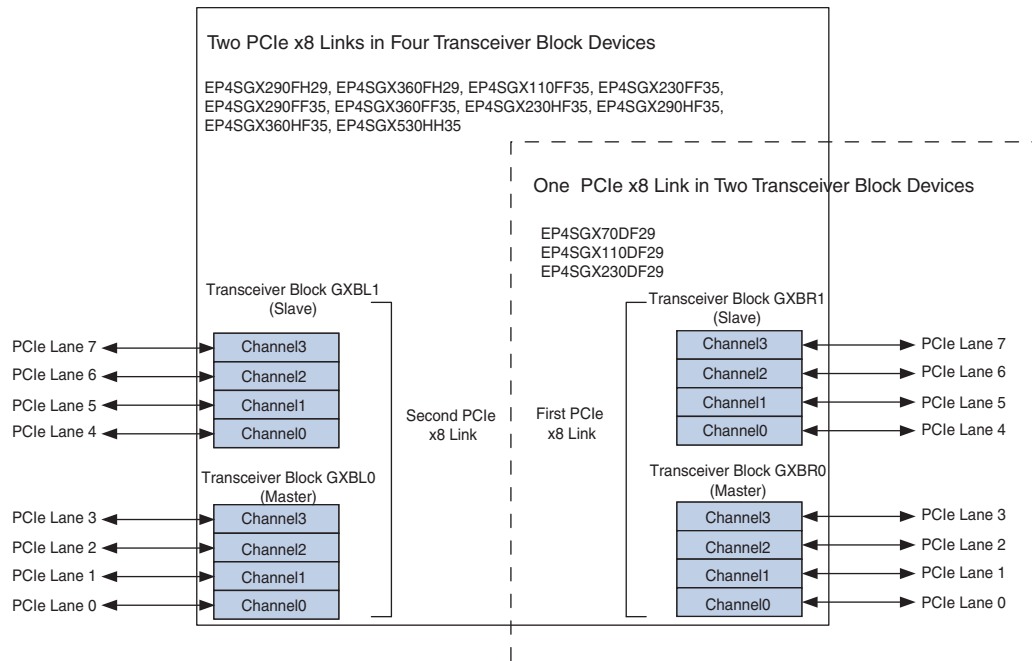 Two PCIe x8 Links in Four Transceiver Block Devices
EP4SGX290FH29, EP4SGX360FH29, EP4SGX110FF35, EP4SGX230FF35,
EP4SGX290FF35, EP4SGX360FF35, EP4SGX230HF35, EP4SGX290HF35,
EP4SGX360HF35, EP4SGX530HH35
One PCIe x8 Link in Two Transceiver Block Devices
EP4SGX70DF29
EP4SGX110DF29
EP4SGX230DF29
Transceiver Block GXBL1
(Slave)
PCIe Lane 7
Channel3
PCIe Lane 6
Channel2
PCIe Lane 5
Channel1
PCIe Lane 4
Channel0
Transceiver Block GXBL0
(Master)
PCIe Lane 3
Channel3
PCIe Lane 2
Channel2
PCIe Lane 1
Channel1
PCIe Lane 0
Channel0
Second PCIe
x8 Link
First PCIe
x8 Link
Transceiver Block GXBR1
(Slave)
Channel3
PCIe Lane 7
Channel2
PCIe Lane 6
Channel1
PCIe Lane 5
Channel0
PCIe Lane 4
Transceiver Block GXBR0
(Master)
Channel3
PCIe Lane 3
Channel2
PCIe Lane 2
Channel1
PCIe Lane 1
Channel0
PCIe Lane 0